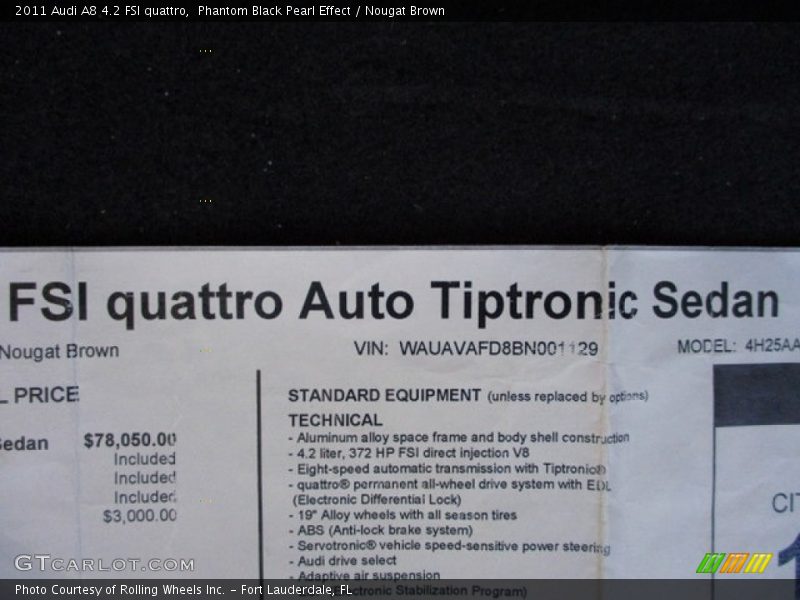 2011 Audi A8 4.2 FSI quattro,  Phantom Black Pearl Effect / Nougat Brown
FSI quattro Auto Tiptronic Sedan
Nougat Brown
VIN: WAUAVAFD8BN001129
MODEL: 4H25AA
L PRICE
Sedan $78,050.00
Included
Included
Included
$3,000.00
STANDARD EQUIPMENT (unless replaced by options)
TECHNICAL
- Aluminum alloy space frame and body shell construction
- 4.2 liter, 372 HP FSI direct injection V8
- Eight-speed automatic transmission with Tiptronic®
- quattro® permanent all-wheel drive system with EDL
(Electronic Differential Lock)
- 19" Alloy wheels with all season tires
- ABS (Anti-lock brake system)
- Servotronic® vehicle speed-sensitive power steering
- Audi drive select
- Adaptive air suspension
ctronic Stabilization Program)
CIT
GTCARLOT.COM
Photo Courtesy of Rolling Wheels Inc. – Fort Lauderdale, FL